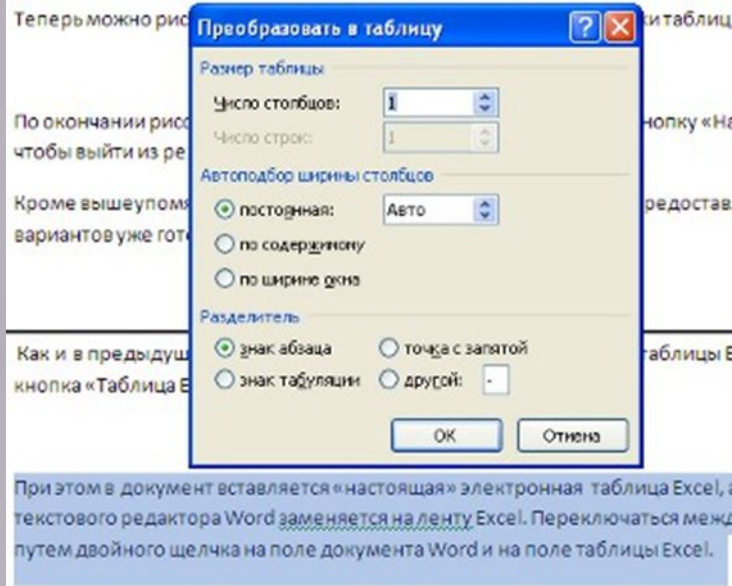 Теперь можно рис
ки таблиц
Преобразовать в таблицу
Размер таблицы
Число столбцов: 1
Число строк: 1
По окончании рисо
нопку «На
чтобы выйти из ре
Автоподбор ширины столбцов
Кроме вышеупомя
постоянная: Авто
редостав
вариантов уже гото
по содержимому
по ширине окна
Разделитель
Как и в предыдущ
знак абзаца
точка с запятой
таблицы E
кнопка «Таблица E
знак табуляции
другой: -
ОК
Отмена
При этом в документ вставляется «настоящая» электронная таблица Excel, а
текстового редактора Word заменяется на ленту Excel. Переключаться межд
путем двойного щелчка на поле документа Word и на поле таблицы Excel.